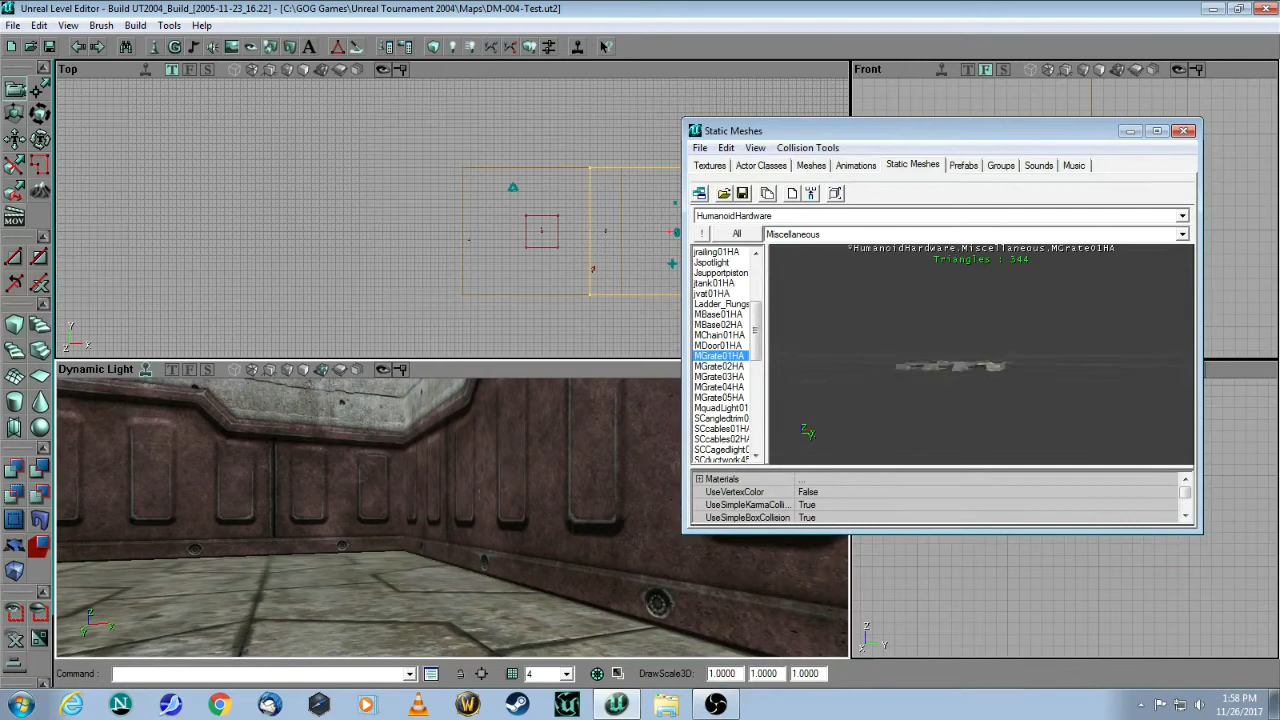 Unreal Level Editor - Build UT2004_Build_[2005-11-23_16.22] - [C:\GOG Games\Unreal Tournament 2004\Maps\DM-004-Test.ut2]
File Edit View Brush Build Tools Help
Top
T F S
Front
T F S
Static Meshes
File Edit View Collision Tools
Textures Actor Classes Meshes Animations Static Meshes Prefabs Groups Sounds Music
HumanoidHardware
! All Miscellaneous
jrailing01HA
Jspotlight
Jsupportpiston
jtank01HA
jvat01HA
Ladder_Rungs
MBase01HA
MBase02HA
MChain01HA
MDoor01HA
MGrate01HA
MGrate02HA
MGrate03HA
MGrate04HA
MGrate05HA
MquadLight01
SCangledtrim0
SCcables01HA
SCcables02HA
SCCagedlight0
SCductwork45
HumanoidHardware.Miscellaneous.MGrate01HA
Triangles : 344
Z
Y
Materials ...
UseVertexColor False
UseSimpleKarmaColli... True
UseSimpleBoxCollision True
Y
Z X
Dynamic Light
T F S
MOV
Z
Y X
Z
X Y
Command :
4
DrawScale3D: 1.0000 1.0000 1.0000
1:58 PM
11/26/2017